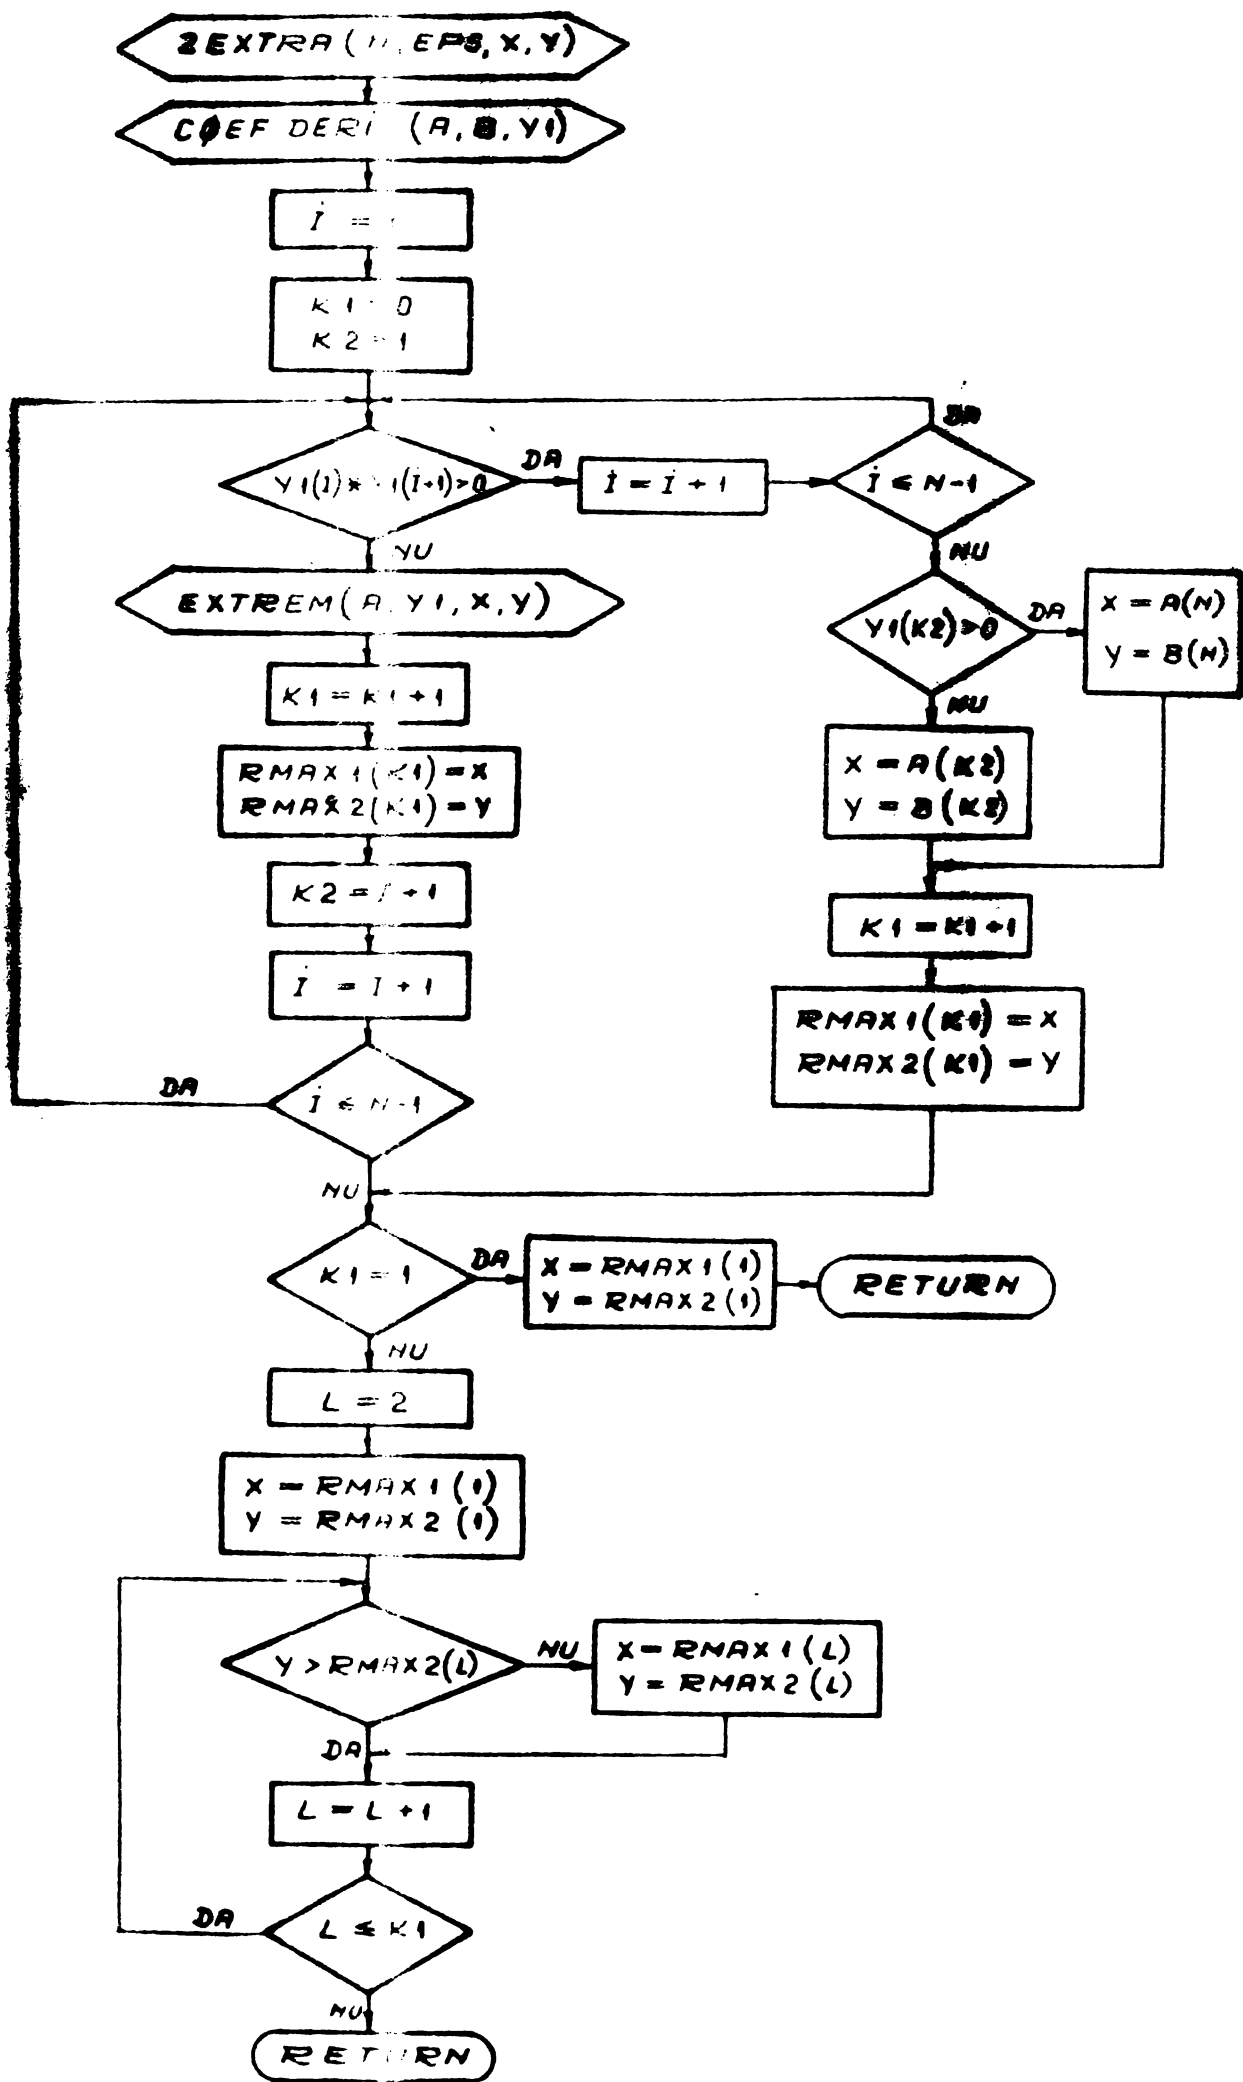 2EXTRA(N, EPS, X, Y)
CØEF DERI (A, B, Y1)
I =
K1 = 0
K2 = 1
Y1(I) * Y1(I+1) > 0
DA
I = I + 1
DA
I ≤ N-1
NU
NU
EXTREM(A, Y1, X, Y)
Y1(K2) > 0
DA
X = A(N)
Y = B(N)
NU
K1 = K1 + 1
X = A(K2)
Y = B(K2)
RMAX1(K1) = X
RMAX2(K1) = Y
K2 = I + 1
K1 = K1 + 1
I = I + 1
RMAX1(K1) = X
RMAX2(K1) = Y
DA
I ≤ N-1
NU
K1 = 1
DA
X = RMAX1(1)
Y = RMAX2(1)
RETURN
NU
L = 2
X = RMAX1(1)
Y = RMAX2(1)
Y > RMAX2(L)
NU
X = RMAX1(L)
Y = RMAX2(L)
DA
L = L + 1
DA
L ≤ K1
NU
RETURN